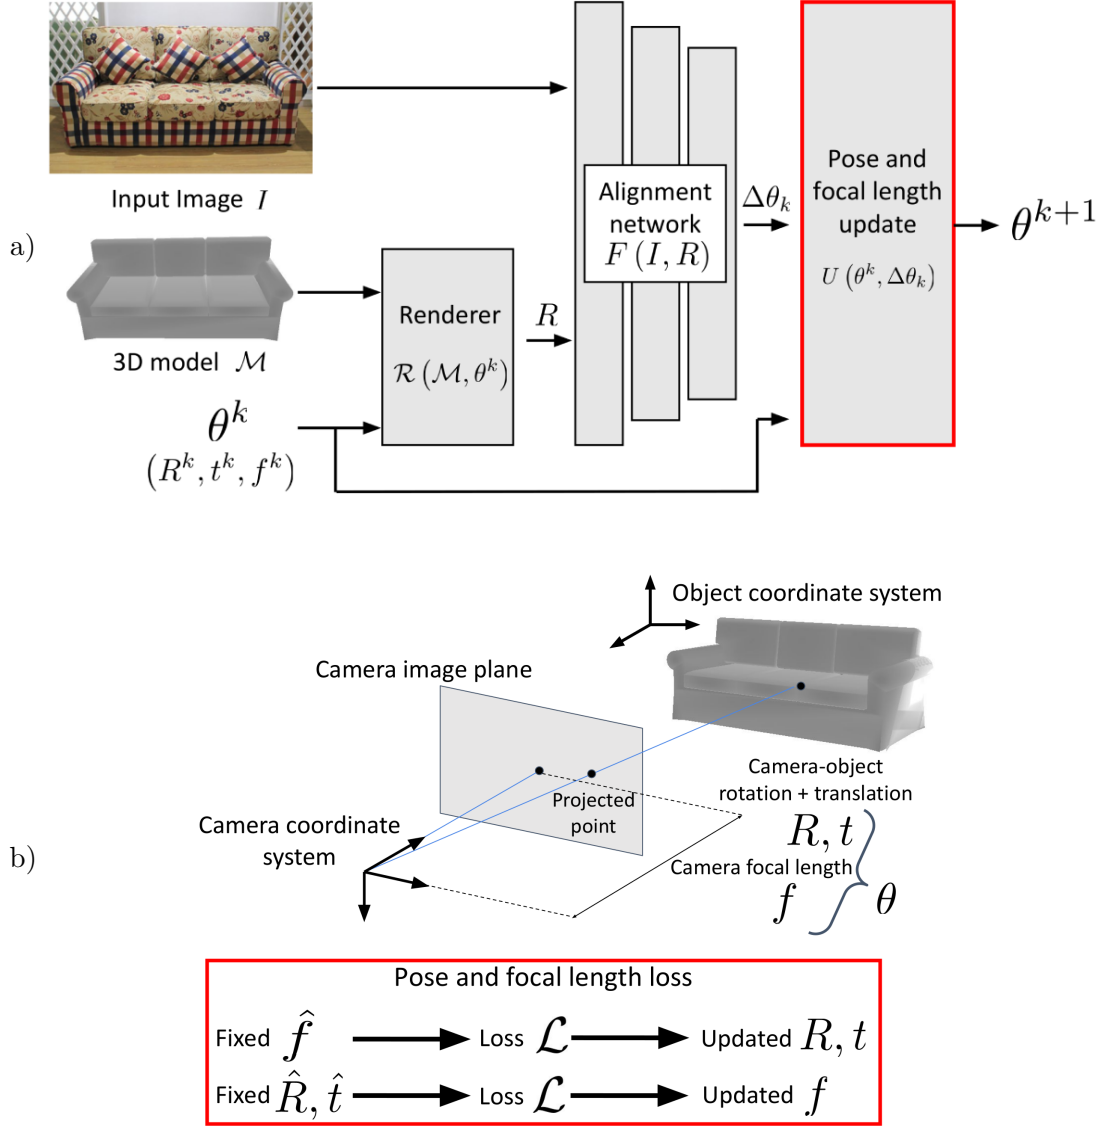 a)
Input Image I
3D model ℳ
θ^k
(R^k, t^k, f^k)
Renderer
ℛ (ℳ, θ^k)
R
Alignment
network
F (I, R)
Δθ_k
Pose and
focal length
update
U (θ^k, Δθ_k)
θ^{k+1}
b)
Object coordinate system
Camera image plane
Projected
point
Camera coordinate
system
Camera-object
rotation + translation
R, t
Camera focal length
f
θ
Pose and focal length loss
Fixed f̂ Loss ℒ Updated R, t
Fixed R̂, t̂ Loss ℒ Updated f